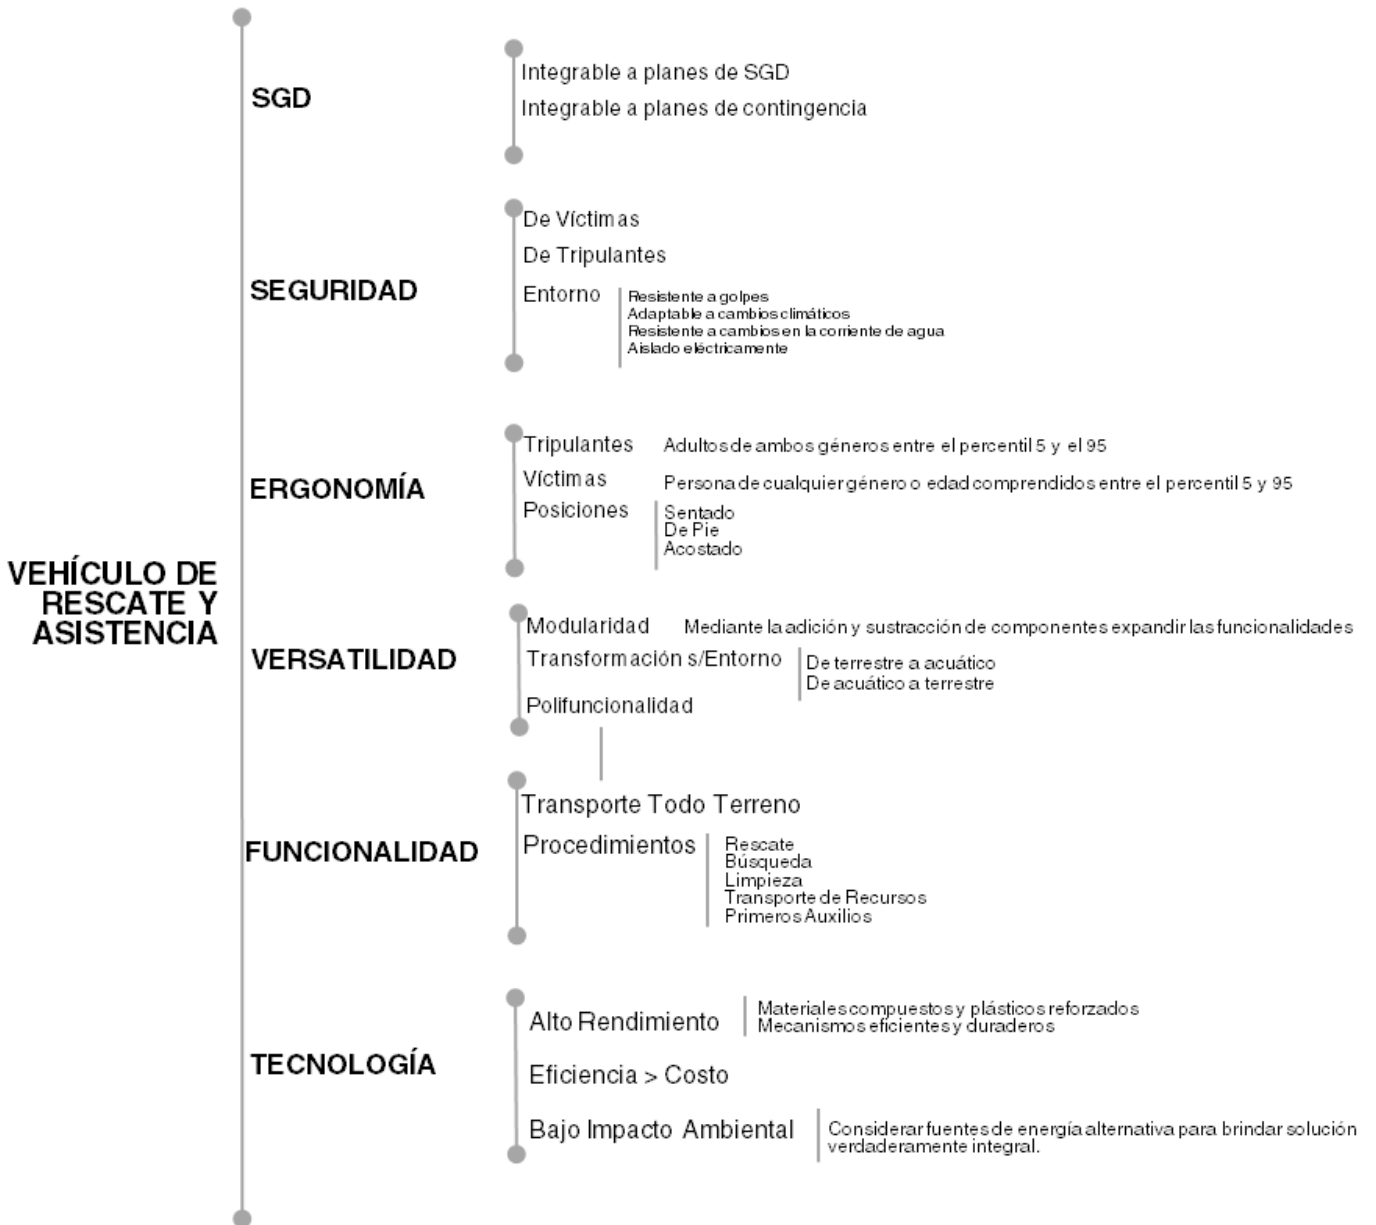 VEHÍCULO DE
RESCATE Y
ASISTENCIA
SGD
Integrable a planes de SGD
Integrable a planes de contingencia
SEGURIDAD
De Víctimas
De Tripulantes
Entorno
Resistente a golpes
Adaptable a cambios climáticos
Resistente a cambios en la corriente de agua
Aislado eléctricamente
ERGONOMÍA
Tripulantes
Adultos de ambos géneros entre el percentil 5 y el 95
Víctimas
Persona de cualquier género o edad comprendidos entre el percentil 5 y 95
Posiciones
Sentado
De Pie
Acostado
VERSATILIDAD
Modularidad
Mediante la adición y sustracción de componentes expandir las funcionalidades
Transformación s/Entorno
De terrestre a acuático
De acuático a terrestre
Polifuncionalidad
FUNCIONALIDAD
Transporte Todo Terreno
Procedimientos
Rescate
Búsqueda
Limpieza
Transporte de Recursos
Primeros Auxilios
TECNOLOGÍA
Alto Rendimiento
Materiales compuestos y plásticos reforzados
Mecanismos eficientes y duraderos
Eficiencia > Costo
Bajo Impacto Ambiental
Considerar fuentes de energía alternativa para brindar solución
verdaderamente integral.